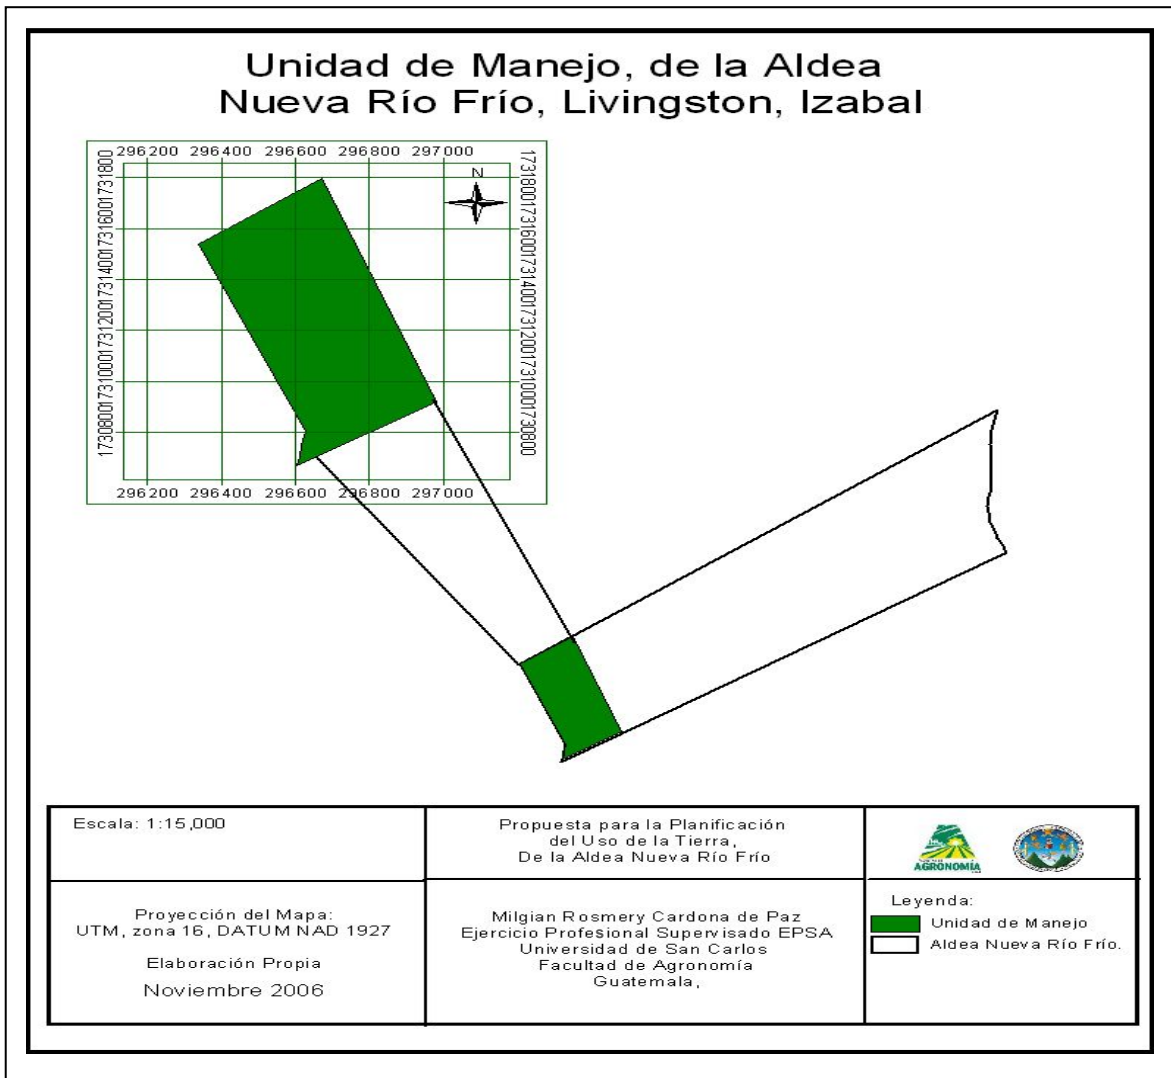 Unidad de Manejo, de la Aldea
Nueva Río Frío, Livingston, Izabal
296200 296400 296600 296800 297000
1731800
1731600
1731400
1731200
1731000
1730800
N
1731800
1731600
1731400
1731200
1731000
1730800
296200 296400 296600 296800 297000
Escala: 1:15,000
Proyección del Mapa:
UTM, zona 16, DATUM NAD 1927
Elaboración Propia
Noviembre 2006
Propuesta para la Planificación
del Uso de la Tierra,
De la Aldea Nueva Río Frío
Milgian Rosmery Cardona de Paz
Ejercicio Profesional Supervisado EPSA
Universidad de San Carlos
Facultad de Agronomía
Guatemala,
AGRONOMÍA
Leyenda:
Unidad de Manejo
Aldea Nueva Río Frío.